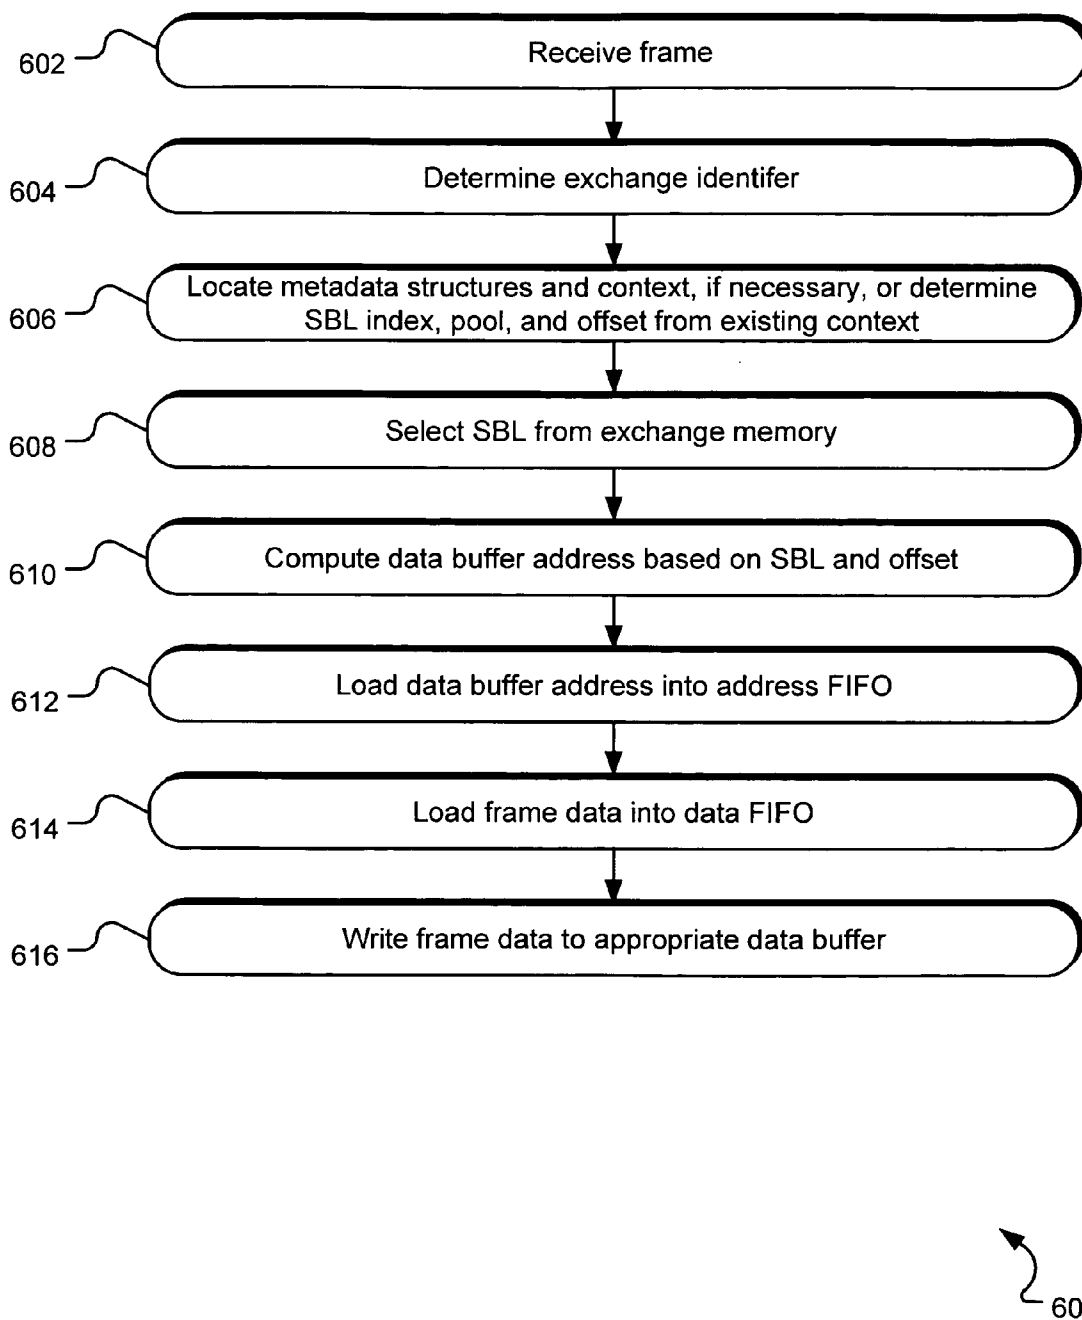 602
Receive frame
604
Determine exchange identifer
606
Locate metadata structures and context, if necessary, or determine
SBL index, pool, and offset from existing context
608
Select SBL from exchange memory
610
Compute data buffer address based on SBL and offset
612
Load data buffer address into address FIFO
614
Load frame data into data FIFO
616
Write frame data to appropriate data buffer
60